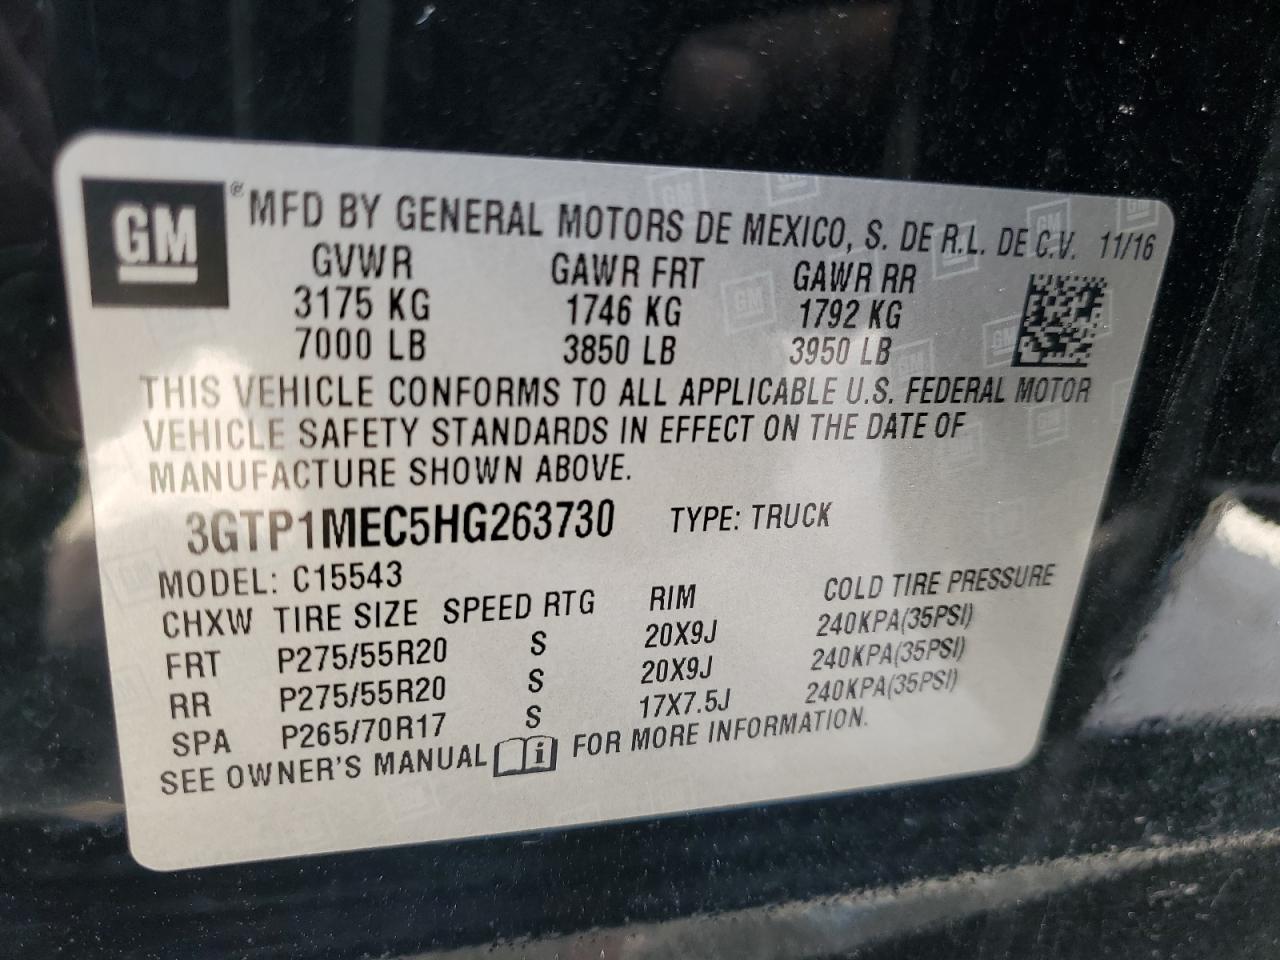 GM
® MFD BY GENERAL MOTORS DE MEXICO, S. DE R.L. DE C.V. 11/16
GVWR GAWR FRT GAWR RR
3175 KG 1746 KG 1792 KG
7000 LB 3850 LB 3950 LB
THIS VEHICLE CONFORMS TO ALL APPLICABLE U.S. FEDERAL MOTOR
VEHICLE SAFETY STANDARDS IN EFFECT ON THE DATE OF
MANUFACTURE SHOWN ABOVE.
3GTP1MEC5HG263730 TYPE: TRUCK
MODEL: C15543
CHXW TIRE SIZE SPEED RTG RIM COLD TIRE PRESSURE
FRT P275/55R20 S 20X9J 240KPA(35PSI)
RR P275/55R20 S 20X9J 240KPA(35PSI)
SPA P265/70R17 S 17X7.5J 240KPA(35PSI)
SEE OWNER'S MANUAL i FOR MORE INFORMATION.